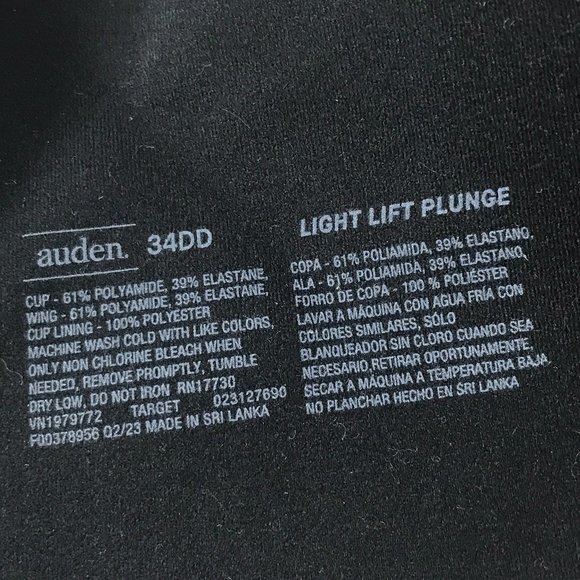 auden. 34DD
CUP - 61% POLYAMIDE, 39% ELASTANE,
WING - 61% POLYAMIDE, 39% ELASTANE,
CUP LINING - 100% POLYESTER
MACHINE WASH COLD WITH LIKE COLORS,
ONLY NON CHLORINE BLEACH WHEN
NEEDED, REMOVE PROMPTLY, TUMBLE
DRY LOW, DO NOT IRON RN17730
VN1979772 TARGET 023127690
F00378956 Q2/23 MADE IN SRI LANKA
LIGHT LIFT PLUNGE
COPA - 61% POLIAMIDA, 39% ELASTANO,
ALA - 61% POLIAMIDA, 39% ELASTANO,
FORRO DE COPA - 100 % POLIÉSTER
LAVAR A MÁQUINA CON AGUA FRÍA CON
COLORES SIMILARES, SÓLO
BLANQUEADOR SIN CLORO CUANDO SEA
NECESARIO,RETIRAR OPORTUNAMENTE,
SECAR A MÁQUINA A TEMPERATURA BAJA,
NO PLANCHAR HECHO EN SRI LANKA